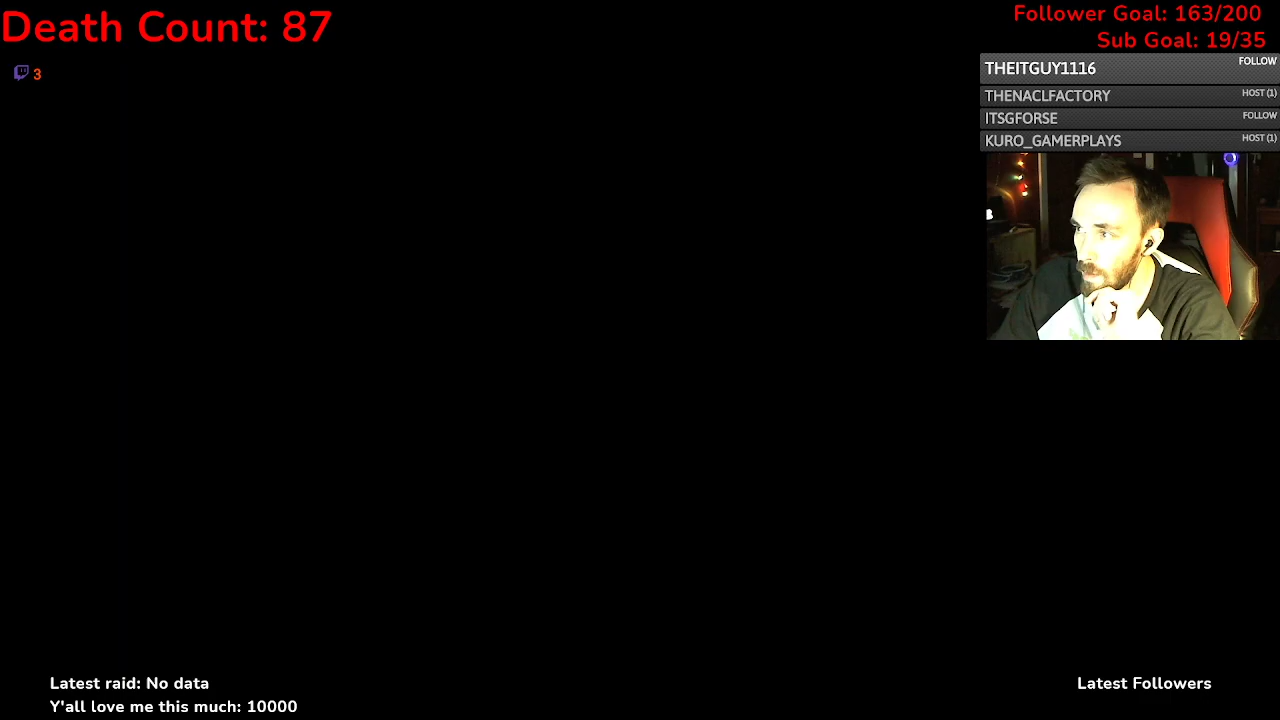 Death Count: 87
3
Follower Goal: 163/200
Sub Goal: 19/35
THEITGUY1116 FOLLOW
THENACLFACTORY HOST (1)
ITSGFORSE FOLLOW
KURO_GAMERPLAYS HOST (1)
Latest raid: No data
Y'all love me this much: 10000
Latest Followers